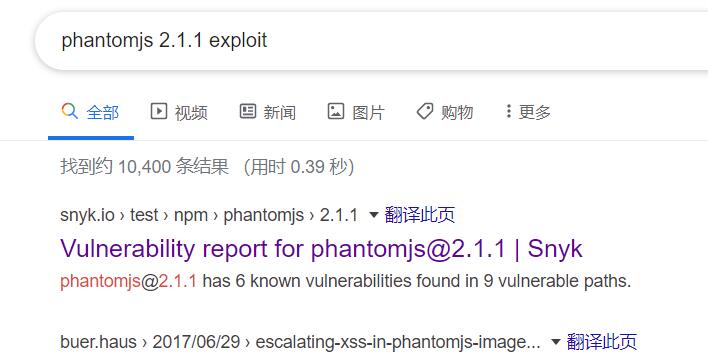 phantomjs 2.1.1 exploit
全部 视频 新闻 图片 购物 更多
找到约 10,400 条结果 （用时 0.39 秒）
snyk.io › test › npm › phantomjs › 2.1.1 翻译此页
Vulnerability report for phantomjs@2.1.1 | Snyk
phantomjs@2.1.1 has 6 known vulnerabilities found in 9 vulnerable paths.
buer.haus › 2017/06/29 › escalating-xss-in-phantomjs-image... 翻译此页